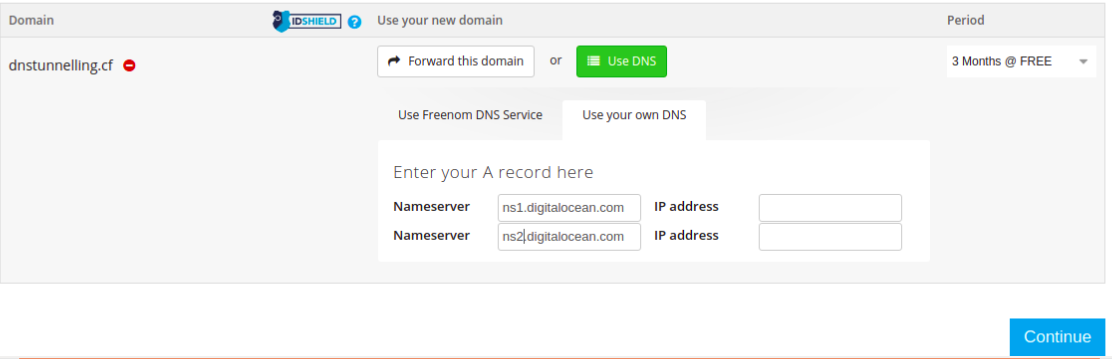 Domain IDSHIELD ? Use your new domain Period
dnstunnelling.cf Forward this domain or Use DNS 3 Months @ FREE
Use Freenom DNS Service Use your own DNS
Enter your A record here
Nameserver ns1.digitalocean.com IP address
Nameserver ns2.digitalocean.com IP address
Continue